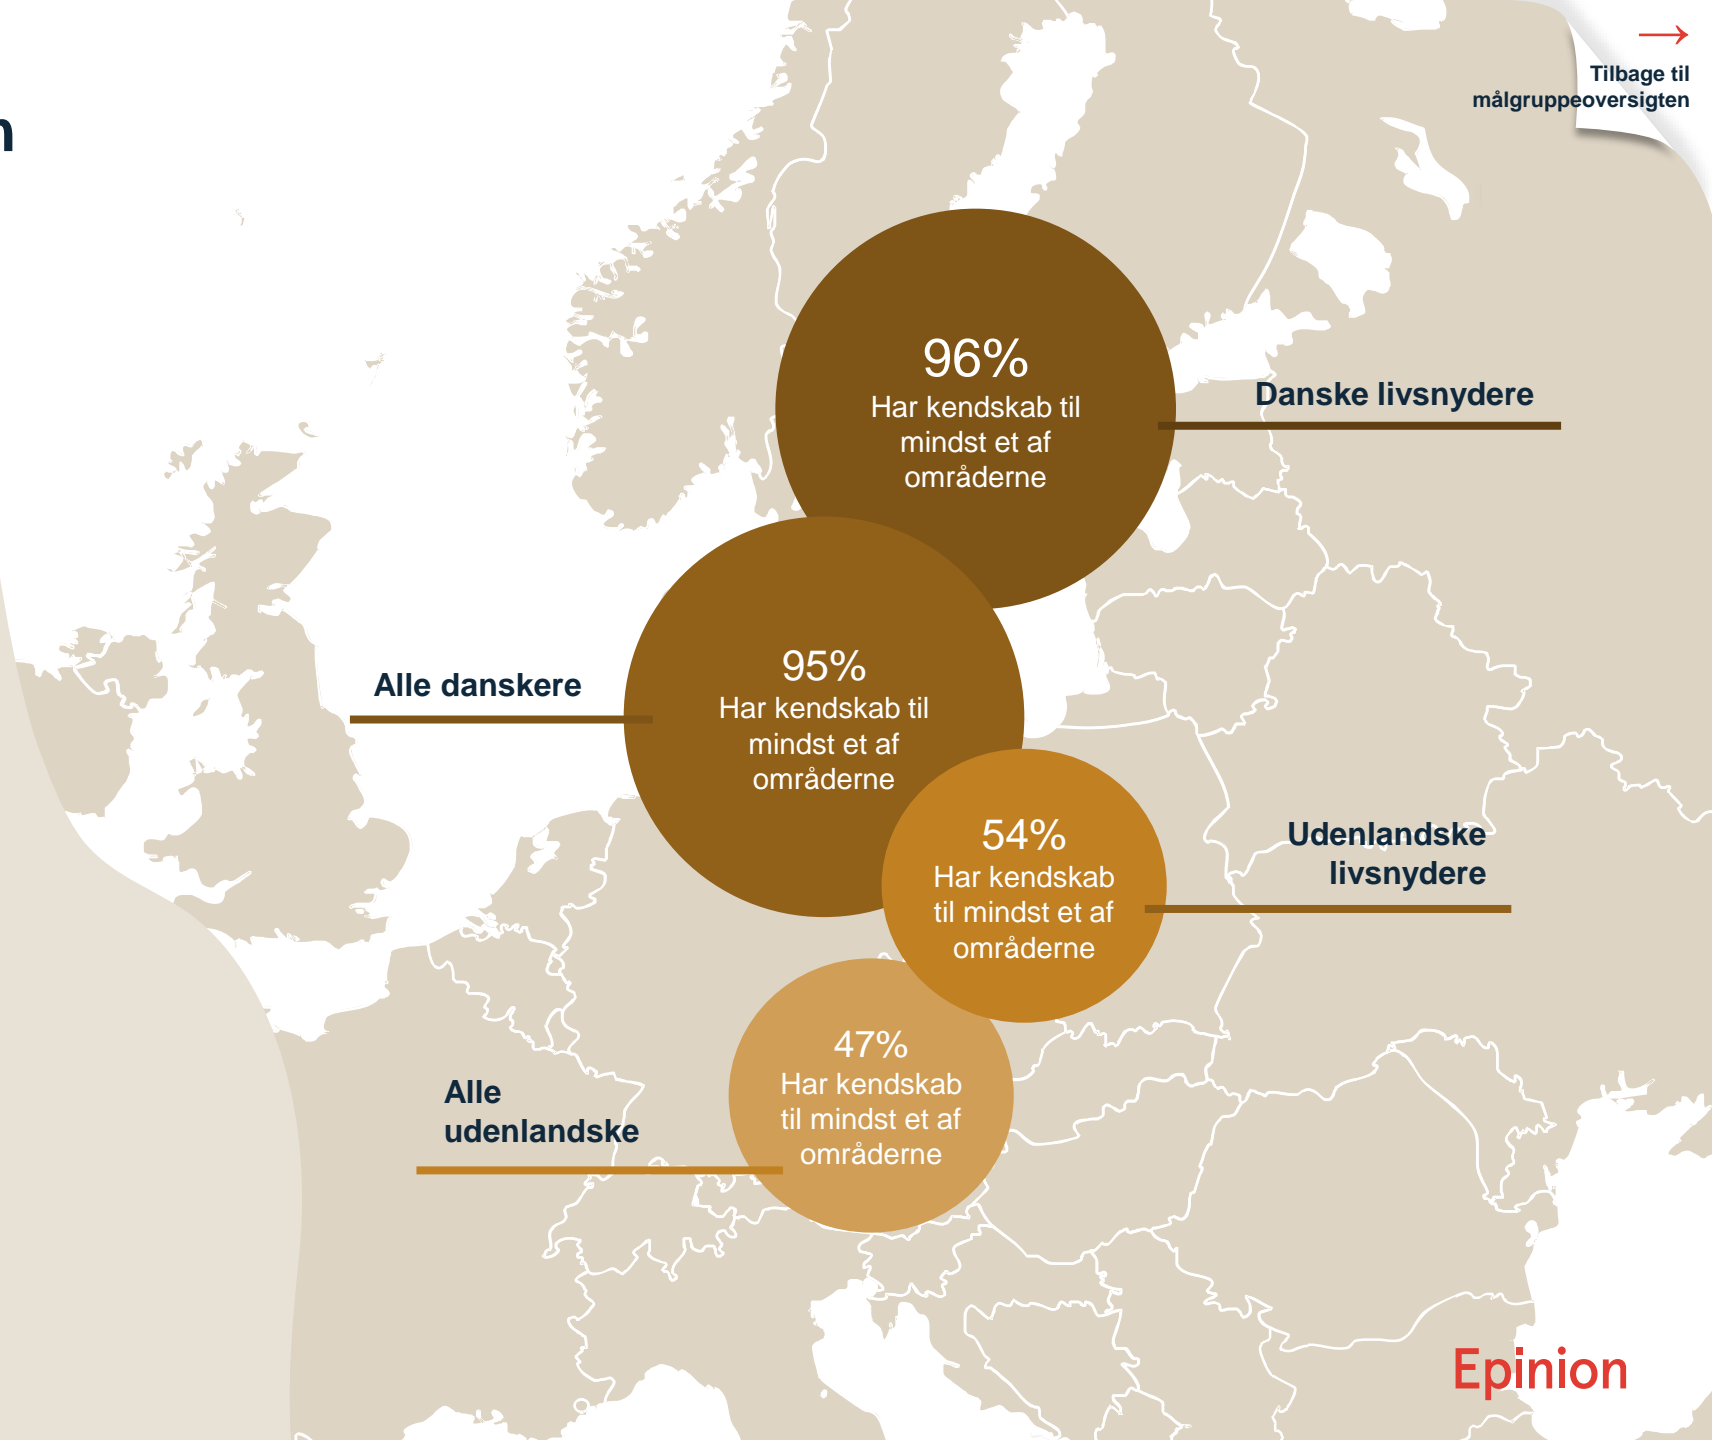 Tilbage til
målgruppeoversigten
96%
Har kendskab til
mindst et af
områderne
Danske livsnydere
Alle danskere
95%
Har kendskab til
mindst et af
områderne
54%
Har kendskab
til mindst et af
områderne
Udenlandske
livsnydere
47%
Har kendskab
til mindst et af
områderne
Alle
udenlandske
Epinion